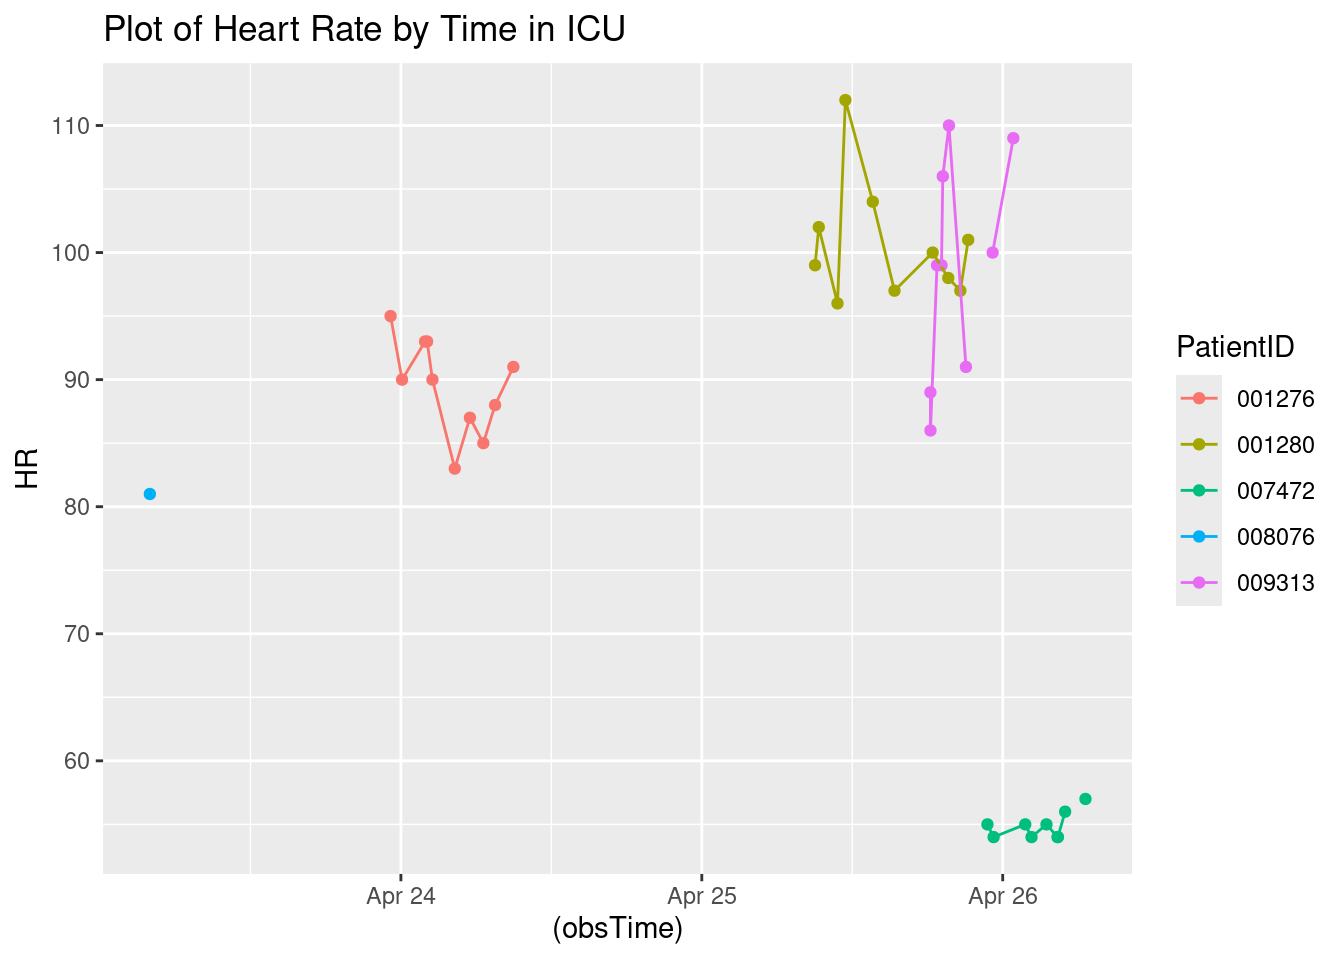 Plot of Heart Rate by Time in ICU
110
100
90
80
70
60
HR
Apr 24
Apr 25
Apr 26
(obsTime)
PatientID
001276
001280
007472
008076
009313